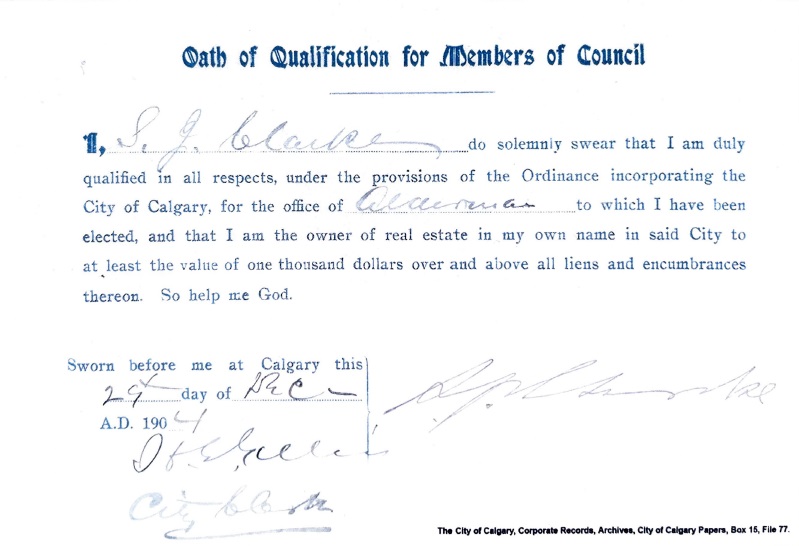 Oath of Qualification for Members of Council
I, S. J. Clarke do solemnly swear that I am duly
qualified in all respects, under the provisions of the Ordinance incorporating the
City of Calgary, for the office of Alderman to which I have been
elected, and that I am the owner of real estate in my own name in said City to
at least the value of one thousand dollars over and above all liens and encumbrances
thereon. So help me God.
Sworn before me at Calgary this
day of Dec
A.D. 1904
City Clerk
The City of Calgary, Corporate Records, Archives, City of Calgary Papers, Box 15, File 77.